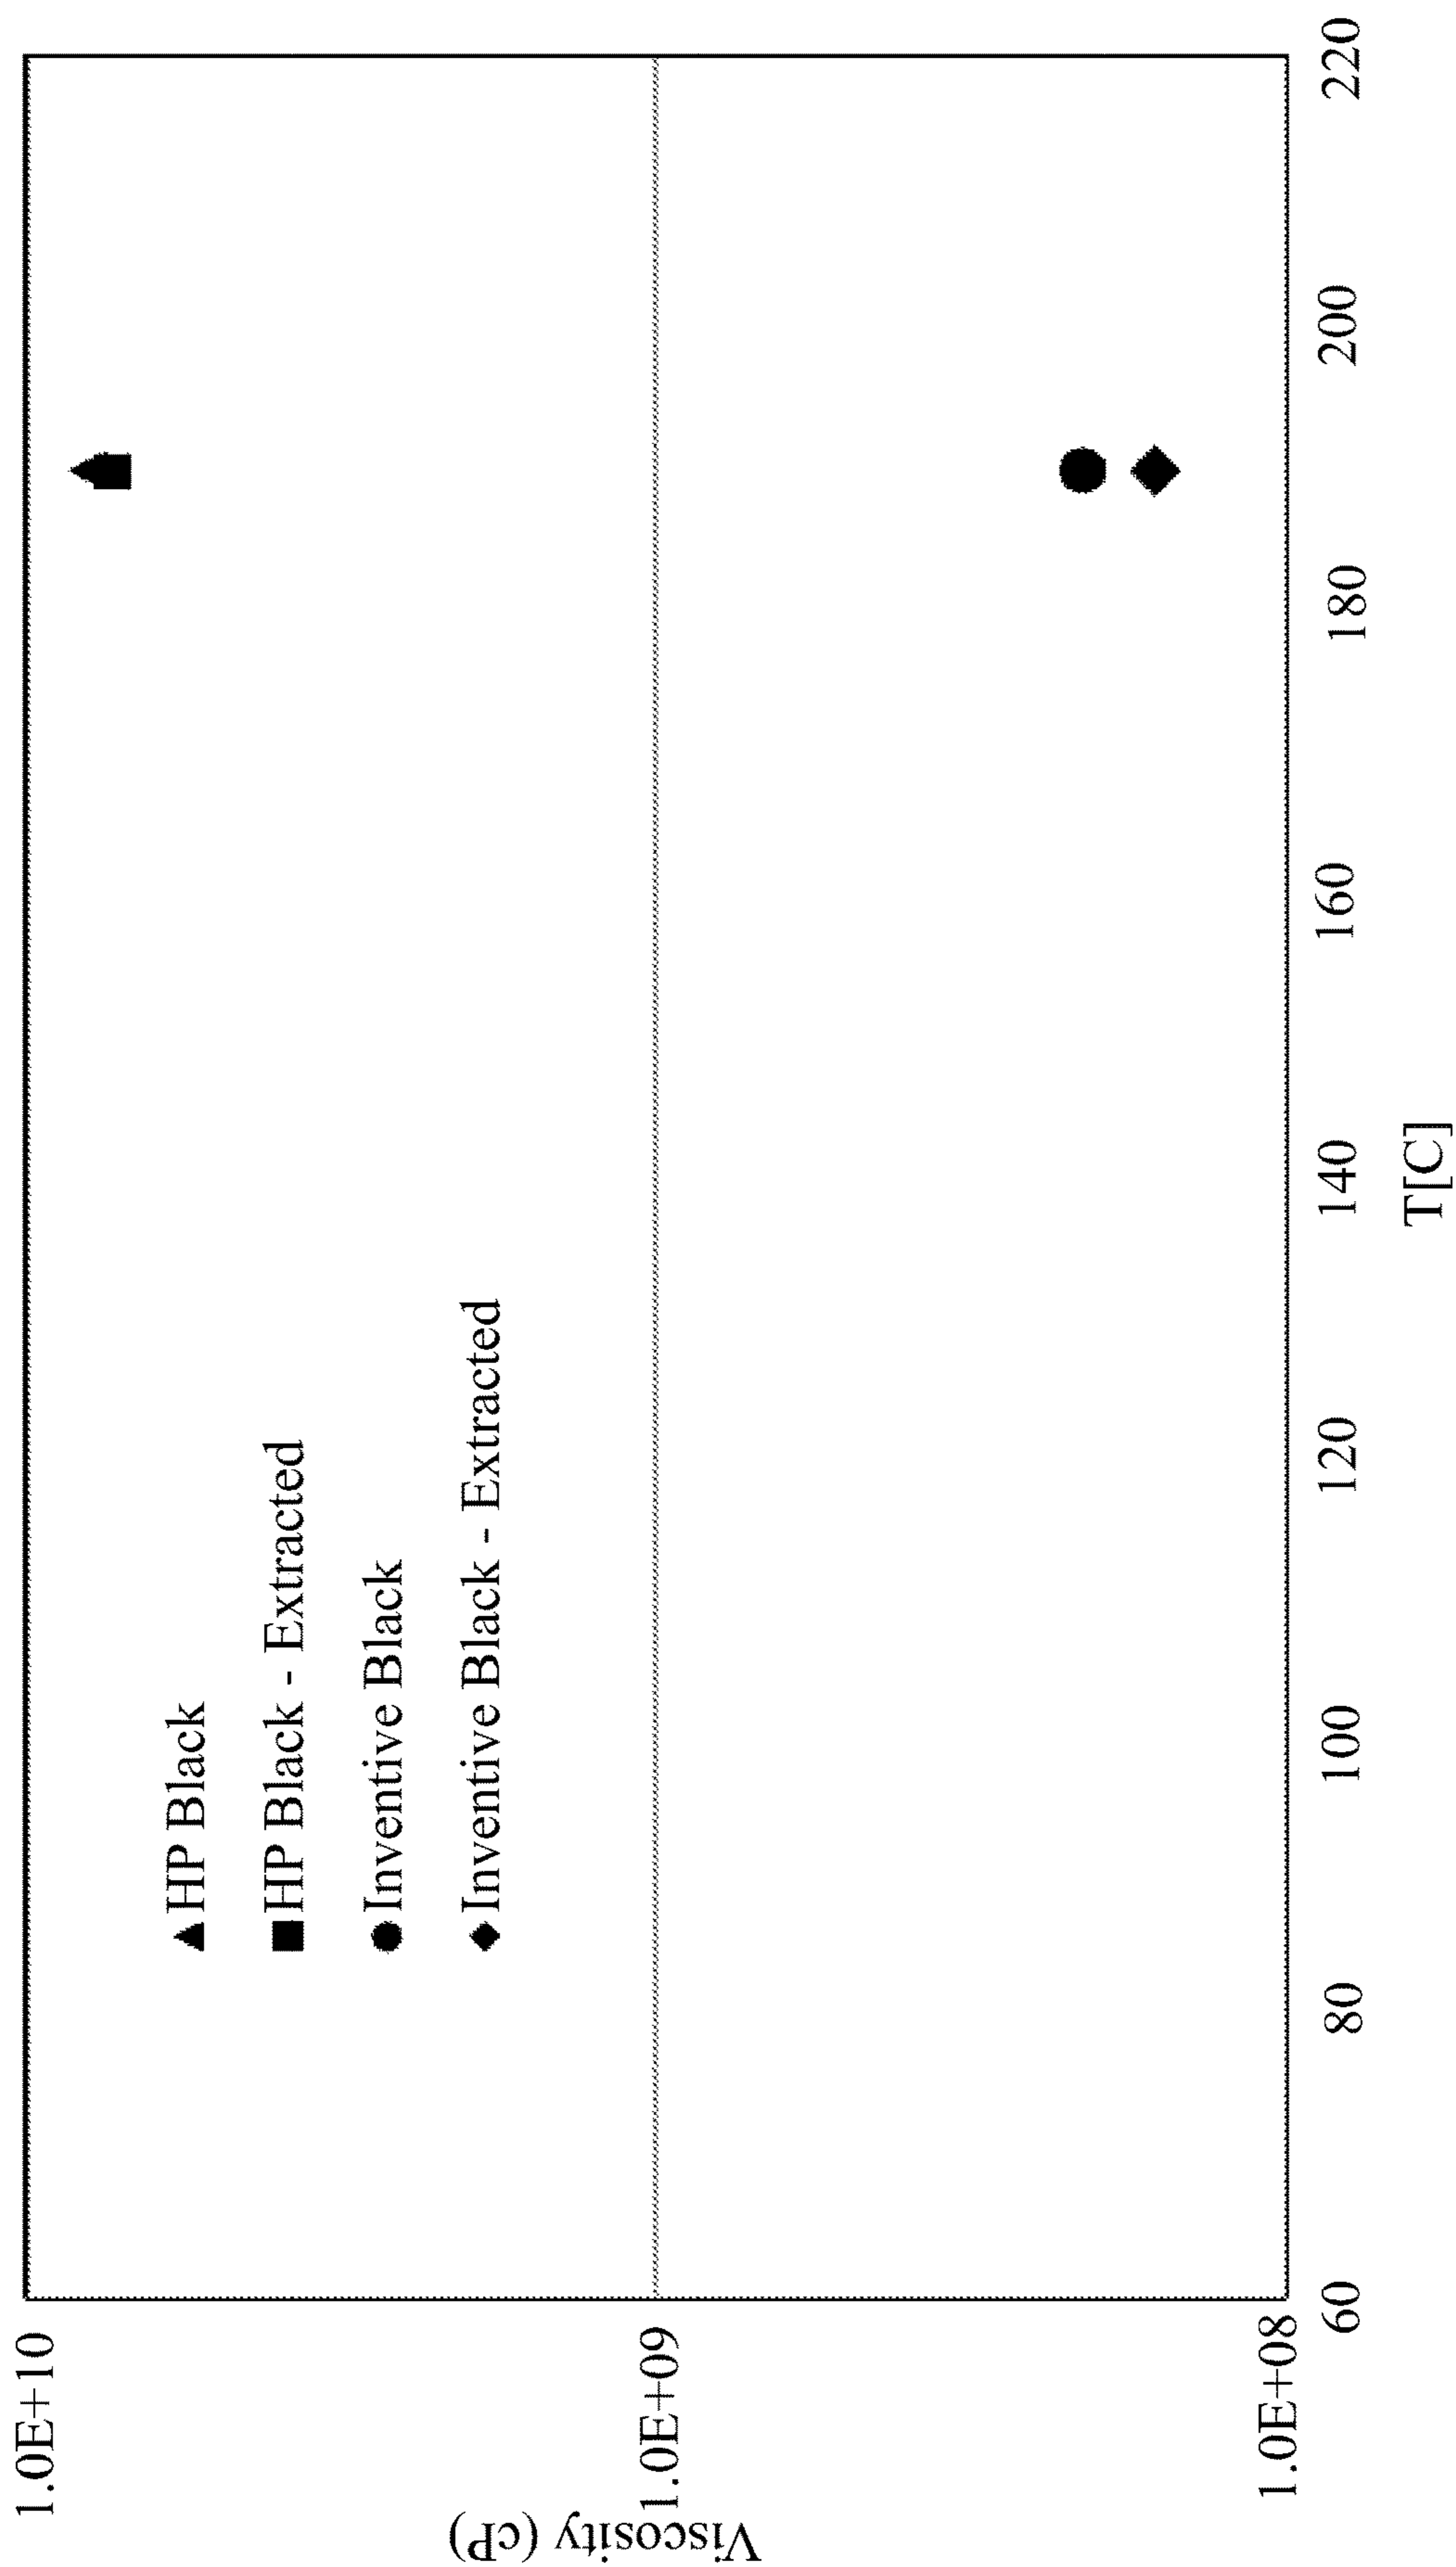 1.0E+10
1.0E+09
1.0E+08
Viscosity (cP)
HP Black
HP Black - Extracted
Inventive Black
Inventive Black - Extracted
60
80
100
120
140
160
180
200
220
T[C]